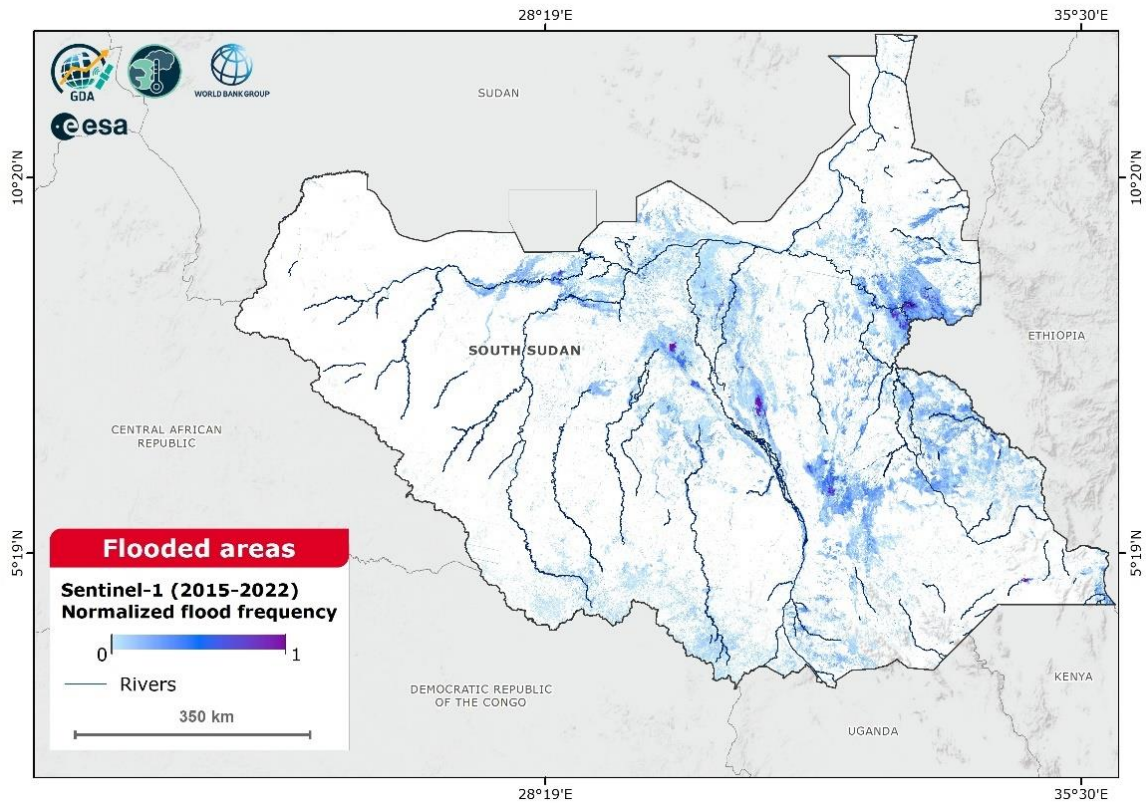 28°19'E
35°30'E
GDA
WORLD BANK GROUP
esa
SUDAN
10°20'N
10°20'N
ETHIOPIA
SOUTH SUDAN
CENTRAL AFRICAN
REPUBLIC
5°19'N
5°19'N
Flooded areas
Sentinel-1 (2015-2022)
Normalized flood frequency
0
1
Rivers
350 km
DEMOCRATIC REPUBLIC
OF THE CONGO
KENYA
UGANDA
28°19'E
35°30'E